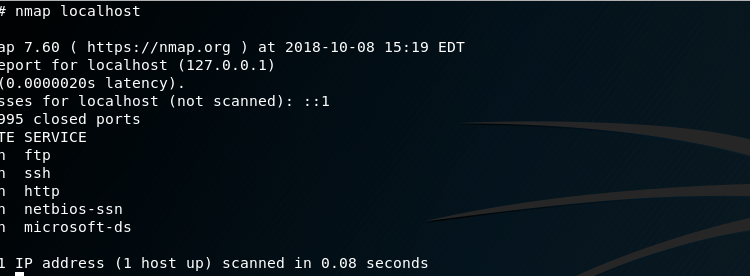 # nmap localhost
ap 7.60 ( https://nmap.org ) at 2018-10-08 15:19 EDT
eport for localhost (127.0.0.1)
(0.0000020s latency).
sses for localhost (not scanned): ::1
995 closed ports
TE SERVICE
n  ftp
n  ssh
n  http
n  netbios-ssn
n  microsoft-ds
1 IP address (1 host up) scanned in 0.08 seconds